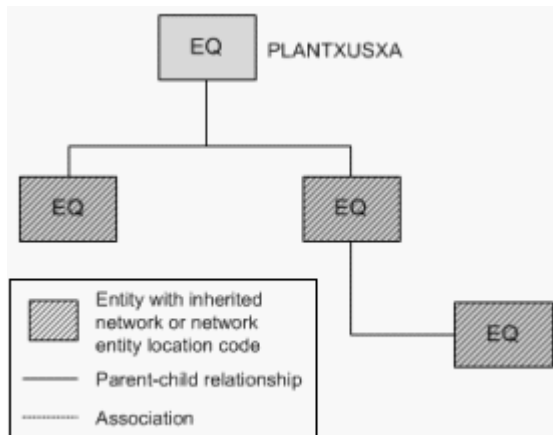 EQ PLANTXUSXA
EQ
EQ
EQ
Entity with inherited
network or network
entity location code
Parent-child relationship
Association